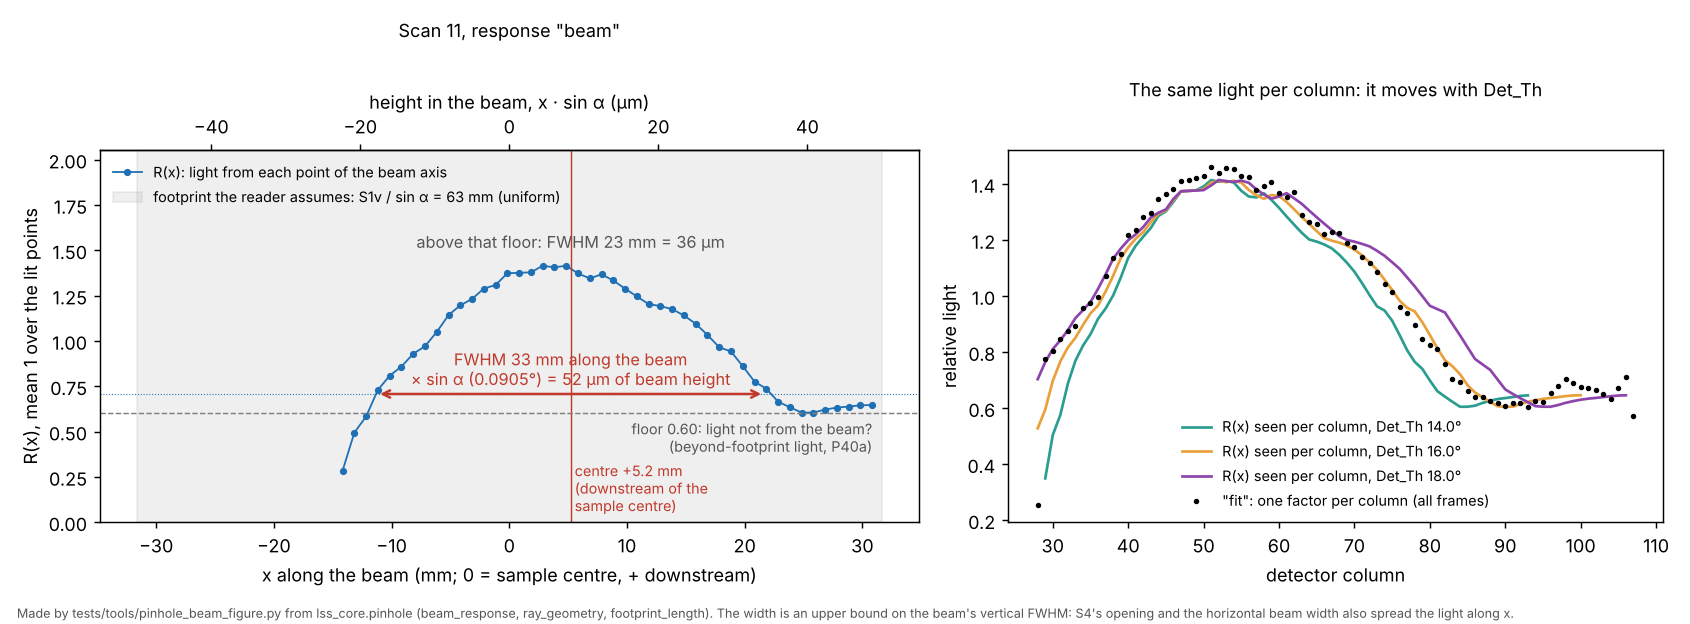 Scan 11, response "beam"
height in the beam, x · sin α (µm)
−40 −20 0 20 40
R(x), mean 1 over the lit points
2.00
1.75
1.50
1.25
1.00
0.75
0.50
0.25
0.00
R(x): light from each point of the beam axis
footprint the reader assumes: S1v / sin α = 63 mm (uniform)
above that floor: FWHM 23 mm = 36 µm
FWHM 33 mm along the beam
× sin α (0.0905°) = 52 µm of beam height
floor 0.60: light not from the beam?
(beyond-footprint light, P40a)
centre +5.2 mm
(downstream of the
sample centre)
−30 −20 −10 0 10 20 30
x along the beam (mm; 0 = sample centre, + downstream)
The same light per column: it moves with Det_Th
relative light
1.4
1.2
1.0
0.8
0.6
0.4
0.2
R(x) seen per column, Det_Th 14.0°
R(x) seen per column, Det_Th 16.0°
R(x) seen per column, Det_Th 18.0°
"fit": one factor per column (all frames)
30 40 50 60 70 80 90 100 110
detector column
Made by tests/tools/pinhole_beam_figure.py from lss_core.pinhole (beam_response, ray_geometry, footprint_length). The width is an upper bound on the beam's vertical FWHM: S4's opening and the horizontal beam width also spread the light along x.